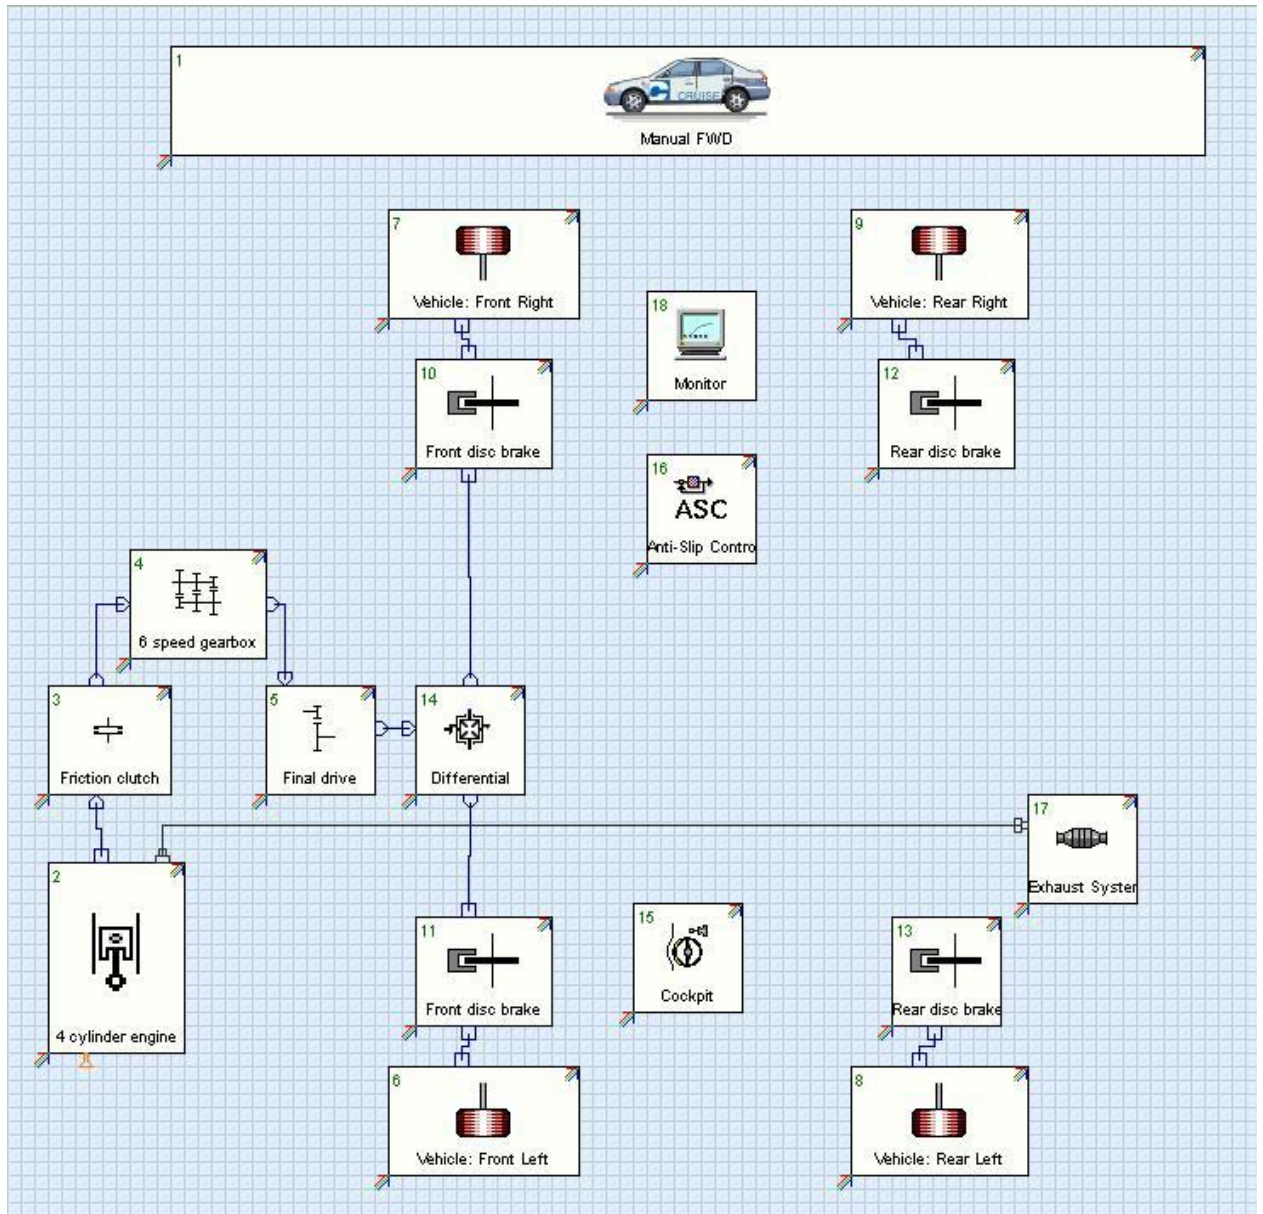 1
CRUISE
Manual FWD
7
Vehicle: Front Right
9
Vehicle: Rear Right
18
Monitor
10
Front disc brake
12
Rear disc brake
16
ASC
Anti-Slip Contro
4
6 speed gearbox
3
Friction clutch
5
Final drive
14
Differential
17
Exhaust System
2
4 cylinder engine
11
Front disc brake
15
Cockpit
13
Rear disc brake
6
Vehicle: Front Left
8
Vehicle: Rear Left